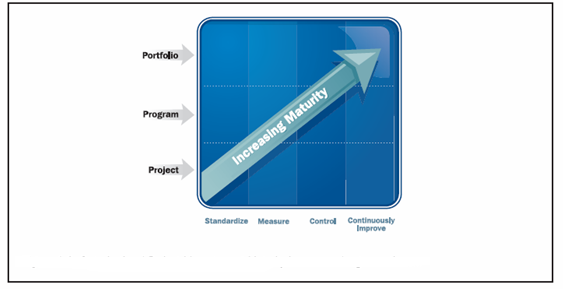 Portfolio
Program
Project
Increasing Maturity
Standardize Measure Control Continuously
Improve